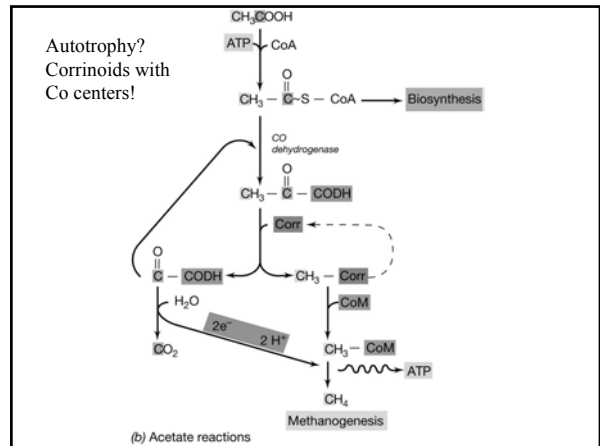 CH₃COOH
Autotrophy?
Corrinoids with
Co centers!
ATP CoA
O
CH₃ – C~S – CoA Biosynthesis
CO
dehydrogenase
O
CH₃ – C – CODH
Corr
O
C – CODH CH₃ – Corr
H₂O CoM
2e⁻
2 H⁺
CO₂ CH₃ – CoM
ATP
CH₄
Methanogenesis
(b) Acetate reactions